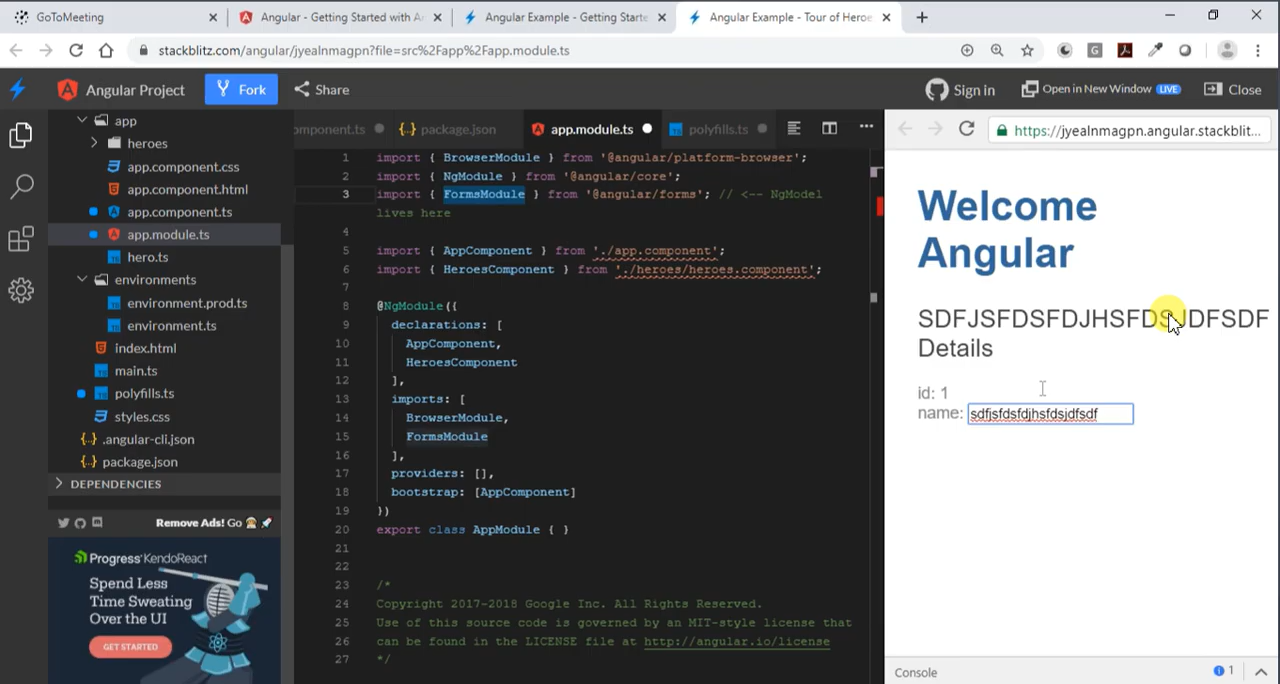 GoToMeeting
Angular - Getting Started with A
Angular Example - Getting Starte
Angular Example - Tour of Heroe
stackblitz.com/angular/jyealnmagpn?file=src%2Fapp%2Fapp.module.ts
Angular Project
Fork
Share
Sign in
Open in New Window LIVE
Close
app
heroes
app.component.css
app.component.html
app.component.ts
app.module.ts
hero.ts
environments
environment.prod.ts
environment.ts
index.html
main.ts
polyfills.ts
styles.css
.angular-cli.json
package.json
DEPENDENCIES
Remove Ads! Go
Progress® KendoReact
Spend Less
Time Sweating
Over the UI
GET STARTED
omponent.ts
package.json
app.module.ts
polyfills.ts
1 import { BrowserModule } from '@angular/platform-browser';
2 import { NgModule } from '@angular/core';
3 import { FormsModule } from '@angular/forms'; // <-- NgModel
lives here
4
5 import { AppComponent } from './app.component';
6 import { HeroesComponent } from './heroes/heroes.component';
7
8 @NgModule({
9 declarations: [
10 AppComponent,
11 HeroesComponent
12 ],
13 imports: [
14 BrowserModule,
15 FormsModule
16 ],
17 providers: [],
18 bootstrap: [AppComponent]
19 })
20 export class AppModule { }
21
22
23 /*
24 Copyright 2017-2018 Google Inc. All Rights Reserved.
25 Use of this source code is governed by an MIT-style license that
26 can be found in the LICENSE file at http://angular.io/license
27 */
https://jyealnmagpn.angular.stackblitz...
Welcome
Angular
SDFJSFDSFDJHSFDSJDFSDF
Details
id: 1
name: sdfjsfdsfdjhsfdsjdfsdf
Console
1